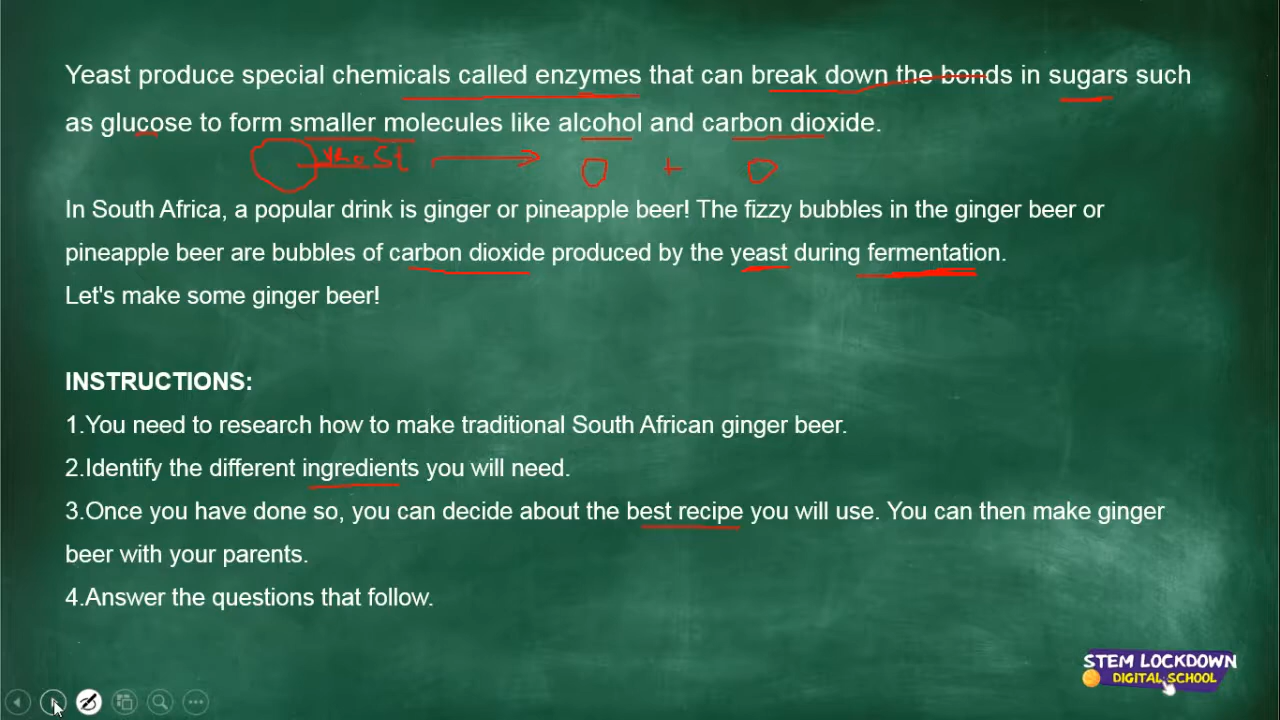 Yeast produce special chemicals called enzymes that can break down the bonds in sugars such
as glucose to form smaller molecules like alcohol and carbon dioxide.
yeast + 
In South Africa, a popular drink is ginger or pineapple beer! The fizzy bubbles in the ginger beer or
pineapple beer are bubbles of carbon dioxide produced by the yeast during fermentation.
Let's make some ginger beer!
INSTRUCTIONS:
1.You need to research how to make traditional South African ginger beer.
2.Identify the different ingredients you will need.
3.Once you have done so, you can decide about the best recipe you will use. You can then make ginger
beer with your parents.
4.Answer the questions that follow.
STEM LOCKDOWN
DIGITAL SCHOOL